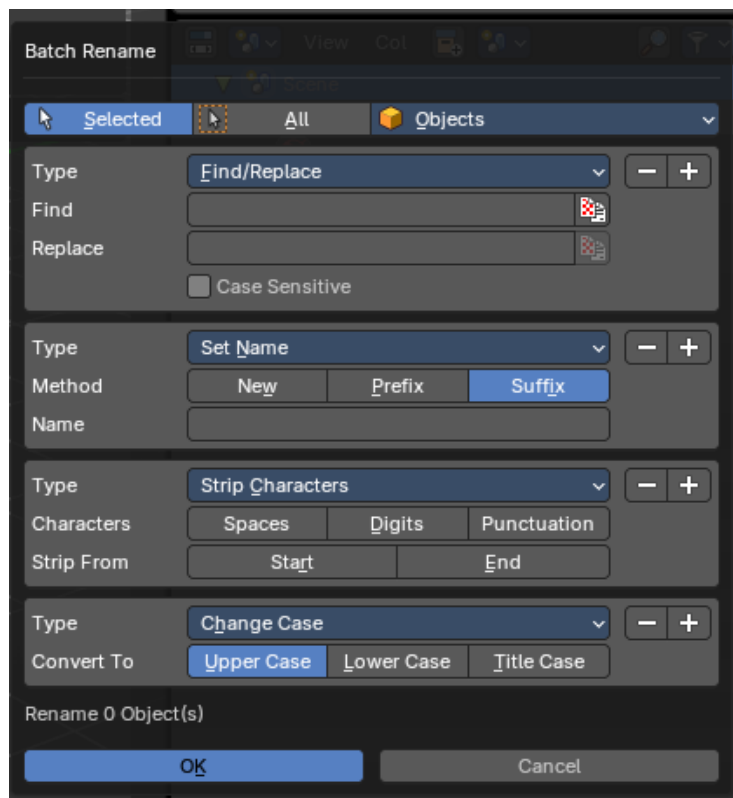 View Col
Batch Rename
Scene
Selected All Objects
Type Find/Replace
Find
Replace
Case Sensitive
Type Set Name
Method New Prefix Suffix
Name
Type Strip Characters
Characters Spaces Digits Punctuation
Strip From Start End
Type Change Case
Convert To Upper Case Lower Case Title Case
Rename 0 Object(s)
OK Cancel